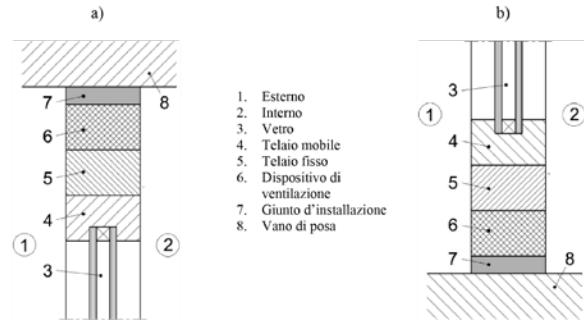 a)
7
8
6
5
4
1
2
3
1. Esterno
2. Interno
3. Vetro
4. Telaio mobile
5. Telaio fisso
6. Dispositivo di
ventilazione
7. Giunto d'installazione
8. Vano di posa
b)
3
1
2
4
5
6
7
8